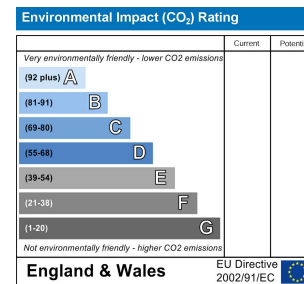 Environmental Impact (CO₂) Rating
Current
Very environmentally friendly - lower CO2 emissions
(92 plus) A
(81-91) B
(69-80) C
(55-68) D
(39-54) E
(21-38) F
(1-20) G
Not environmentally friendly - higher CO2 emissions
England & Wales
EU Directive
2002/91/EC